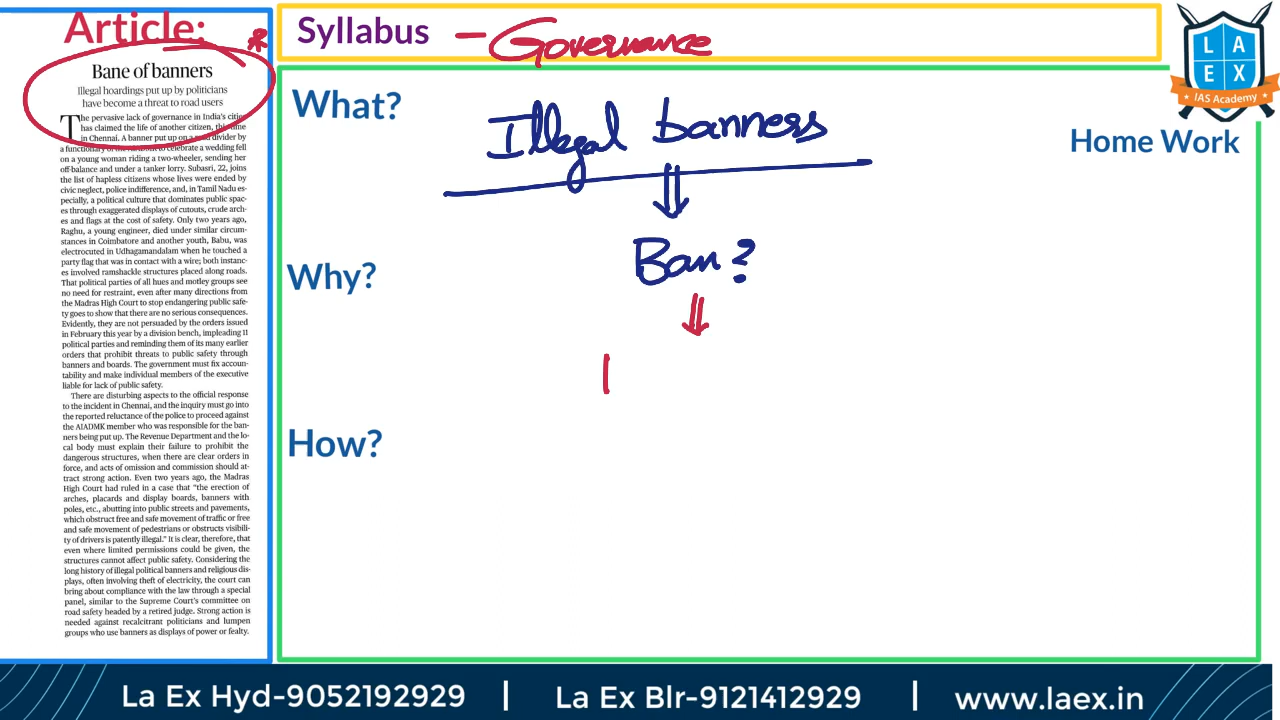 Article:
Bane of banners
Illegal hoardings put up by politicians
have become a threat to road users
The pervasive lack of governance in India's cities
has claimed the life of another citizen, this time
in Chennai. A banner put up on a road divider by
a functionary of the to celebrate a wedding fell
on a young woman riding a two-wheeler, sending her
off-balance and under a tanker lorry. Subasri, 22, joins
the list of hapless citizens whose lives were ended by
civic neglect, police indifference, and, in Tamil Nadu es-
pecially, a political culture that dominates public spac-
es through exaggerated displays of cutouts, crude arch-
es and flags at the cost of safety. Only two years ago,
Raghu, a young engineer, died under similar circum-
stances in Coimbatore and another youth, Babu, was
electrocuted in Udhagamandalam when he touched a
party flag that was in contact with a wire; both instanc-
es involved ramshackle structures placed along roads.
That political parties of all hues and motley groups see
no need for restraint, even after many directions from
the Madras High Court to stop endangering public safe-
ty goes to show that there are no serious consequences.
Evidently, they are not persuaded by the orders issued
in February this year by a division bench, impleading 11
political parties and reminding them of its many earlier
orders that prohibit threats to public safety through
banners and boards. The government must fix accoun-
tability and make individual members of the executive
liable for lack of public safety.
There are disturbing aspects to the official response
to the incident in Chennai, and the inquiry must go into
the reported reluctance of the police to proceed against
the AIADMK member who was responsible for the ban-
ners being put up. The Revenue Department and the lo-
cal body must explain their failure to prohibit the
dangerous structures, when there are clear orders in
force, and acts of omission and commission should at-
tract strong action. Even two years ago, the Madras
High Court had ruled in a case that "the erection of
arches, placards and display boards, banners with
poles, etc., abutting into public streets and pavements,
which obstruct free and safe movement of traffic or free
and safe movement of pedestrians or obstructs visibili-
ty of drivers is patently illegal." It is clear, therefore, that
even where limited permissions could be given, the
structures cannot affect public safety. Considering the
long history of illegal political banners and religious dis-
plays, often involving theft of electricity, the court can
bring about compliance with the law through a special
panel, similar to the Supreme Court's committee on
road safety headed by a retired judge. Strong action is
needed against recalcitrant politicians and lumpen
groups who use banners as displays of power or fealty.
Syllabus - Governance
What?
Illegal banners
Ban?
Why?
How?
Home Work
L A
E X
IAS Academy
La Ex Hyd-9052192929 | La Ex Blr-9121412929 | www.laex.in